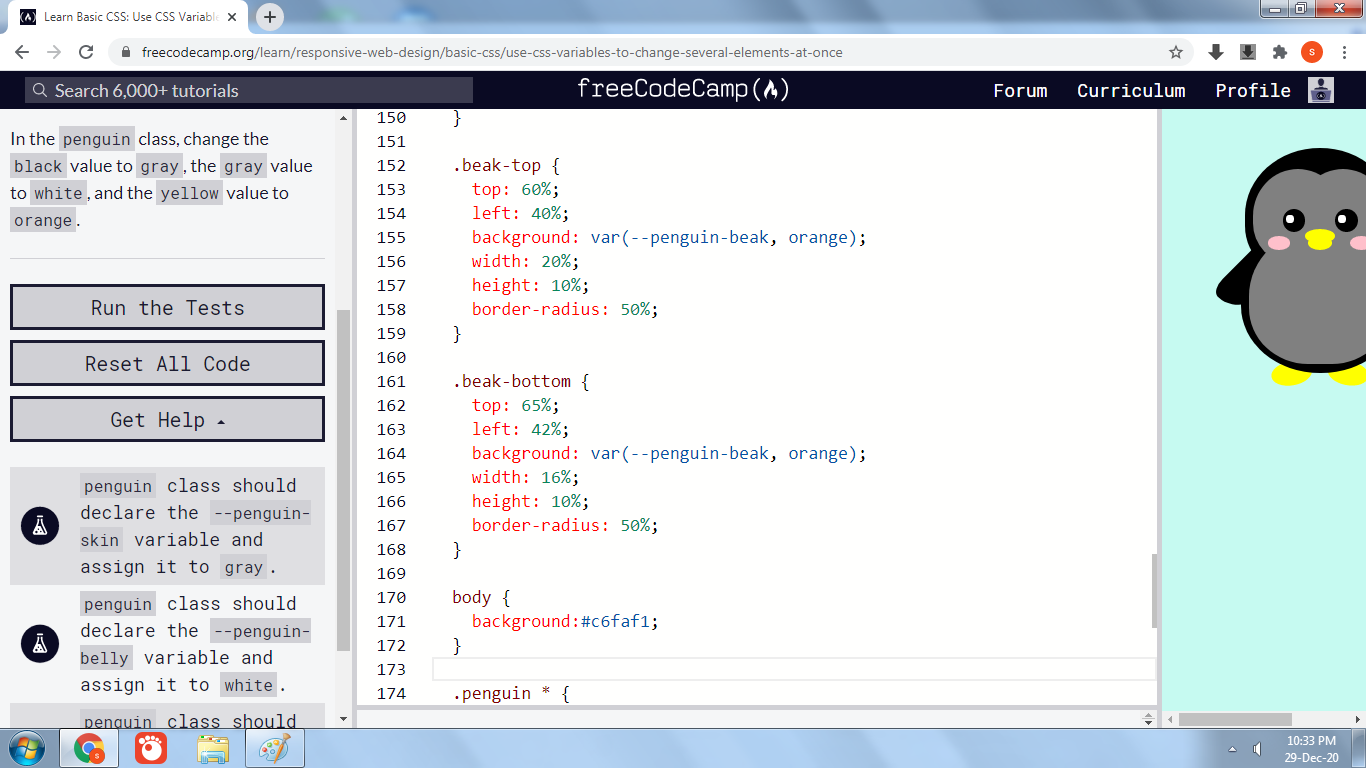 Learn Basic CSS: Use CSS Variable
freecodecamp.org/learn/responsive-web-design/basic-css/use-css-variables-to-change-several-elements-at-once
S
Search 6,000+ tutorials
freeCodeCamp
Forum
Curriculum
Profile
In the penguin class, change the
black value to gray, the gray value
to white, and the yellow value to
orange.
Run the Tests
Reset All Code
Get Help
penguin class should
declare the --penguin-
skin variable and
assign it to gray.
penguin class should
declare the --penguin-
belly variable and
assign it to white.
penguin class should
150 }
151
152 .beak-top {
153 top: 60%;
154 left: 40%;
155 background: var(--penguin-beak, orange);
156 width: 20%;
157 height: 10%;
158 border-radius: 50%;
159 }
160
161 .beak-bottom {
162 top: 65%;
163 left: 42%;
164 background: var(--penguin-beak, orange);
165 width: 16%;
166 height: 10%;
167 border-radius: 50%;
168 }
169
170 body {
171 background:#c6faf1;
172 }
173
174 .penguin * {
10:33 PM
29-Dec-20